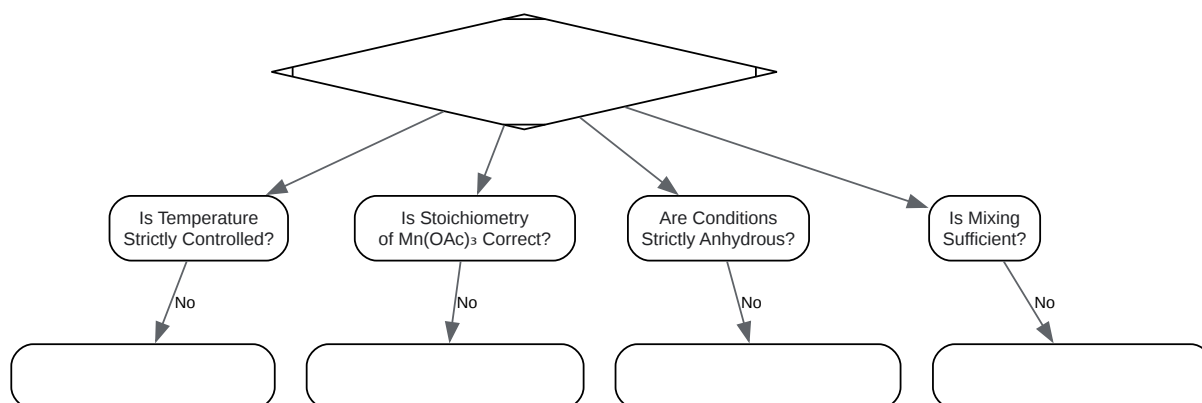 Is Temperature
Strictly Controlled?
Is Stoichiometry
of Mn(OAc)₃ Correct?
Are Conditions
Strictly Anhydrous?
Is Mixing
Sufficient?
No
No
No
No